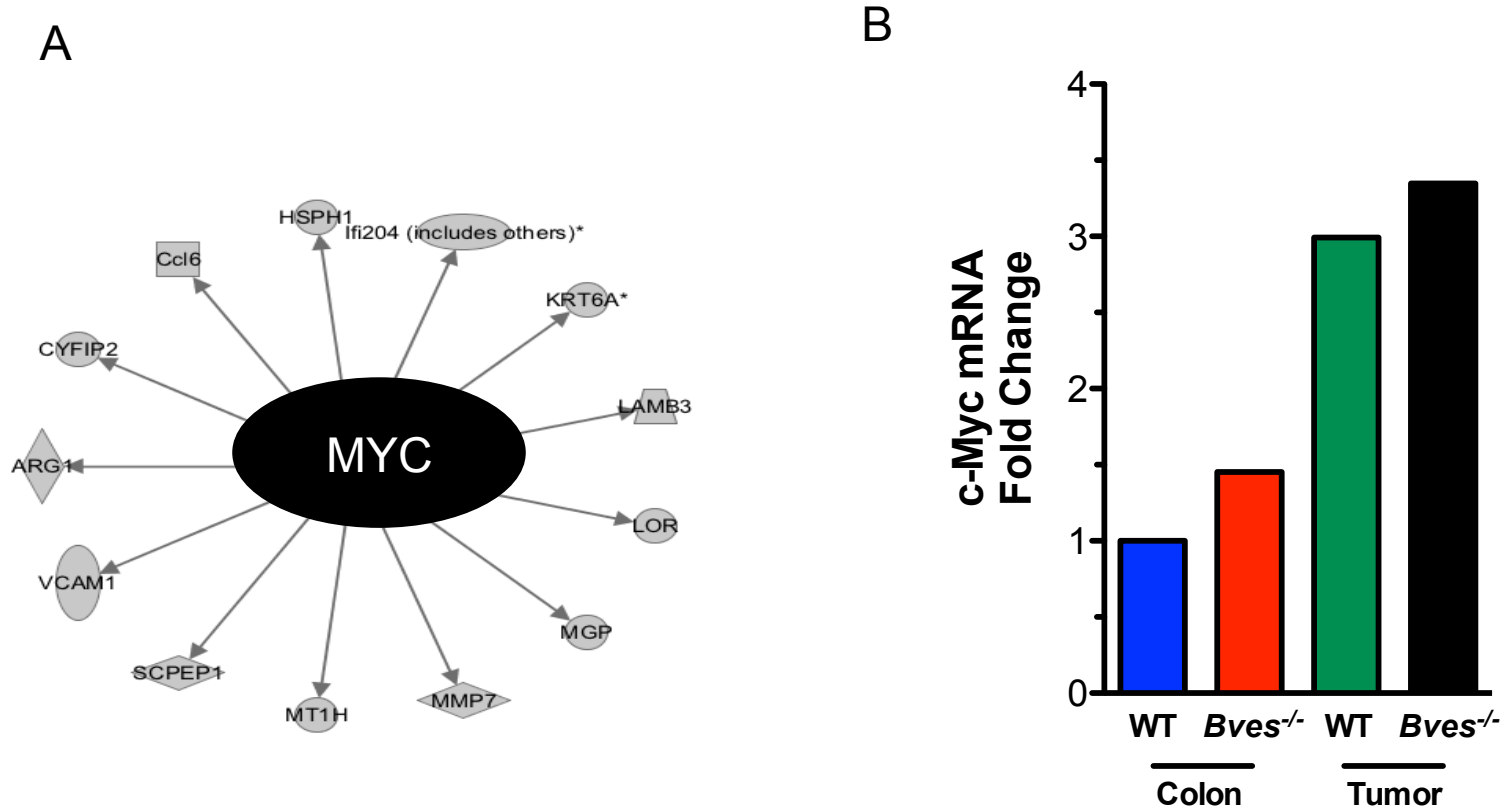 A
HSPH1
Ifi204 (includes others)*
Ccl6
KRT6A*
CYFIP2
LAMB3
MYC
ARG1
LOR
VCAM1
MGP
SCPEP1
MMP7
MT1H
B
c-Myc mRNA
Fold Change
4
3
2
1
0
WT Bves-/- WT Bves-/-
Colon Tumor